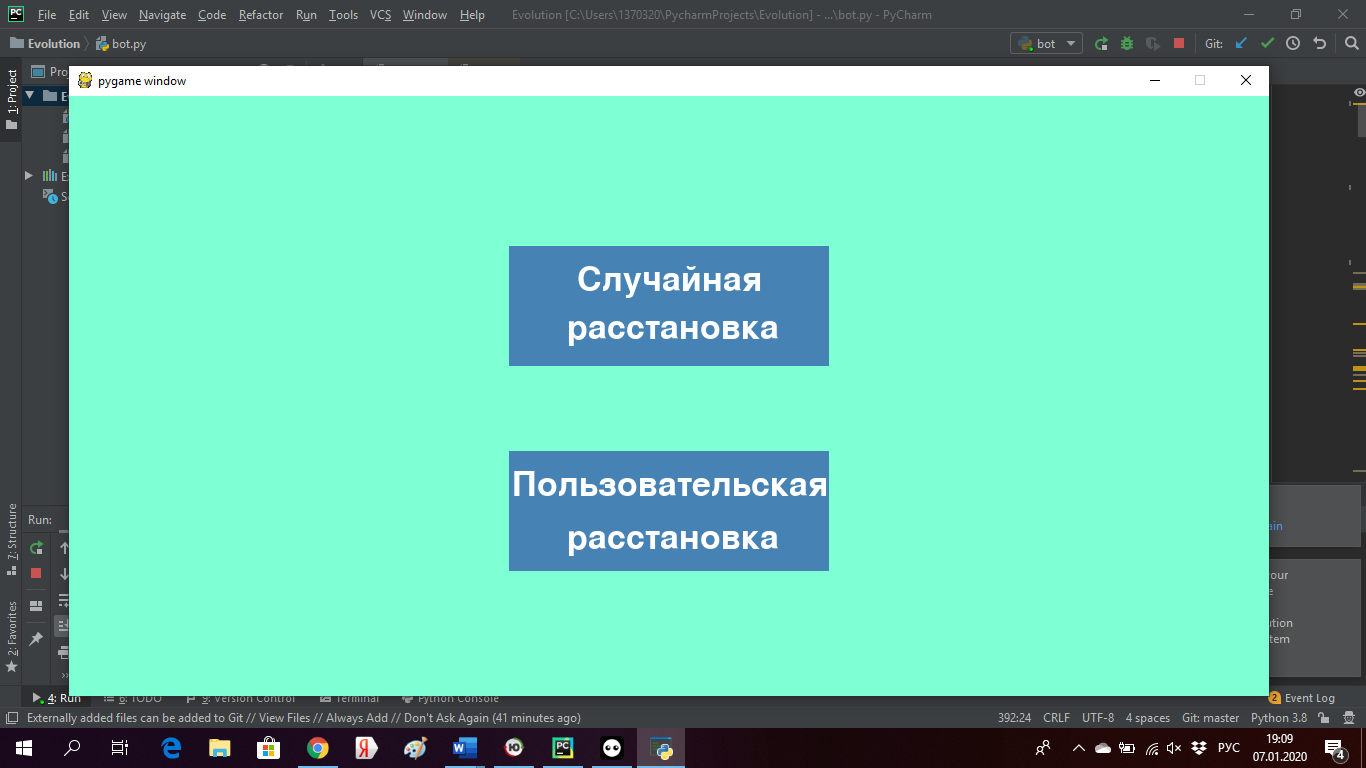 File Edit View Navigate Code Refactor Run Tools VCS Window Help Evolution [C:\Users\1370320\PycharmProjects\Evolution] - ...\bot.py - PyCharm
Evolution bot.py bot Git:
1: Project
pygame window
Случайная
расстановка
Пользовательская
расстановка
7: Structure
Run:
2: Favorites
4: Run 6: TODO 9: Version Control Terminal Python Console 2 Event Log
Externally added files can be added to Git // View Files // Always Add // Don't Ask Again (41 minutes ago) 392:24 CRLF UTF-8 4 spaces Git: master Python 3.8
РУС 19:09
07.01.2020 4